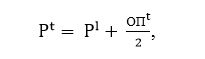 Pᵗ = Pˡ + ОПᵗ/2,